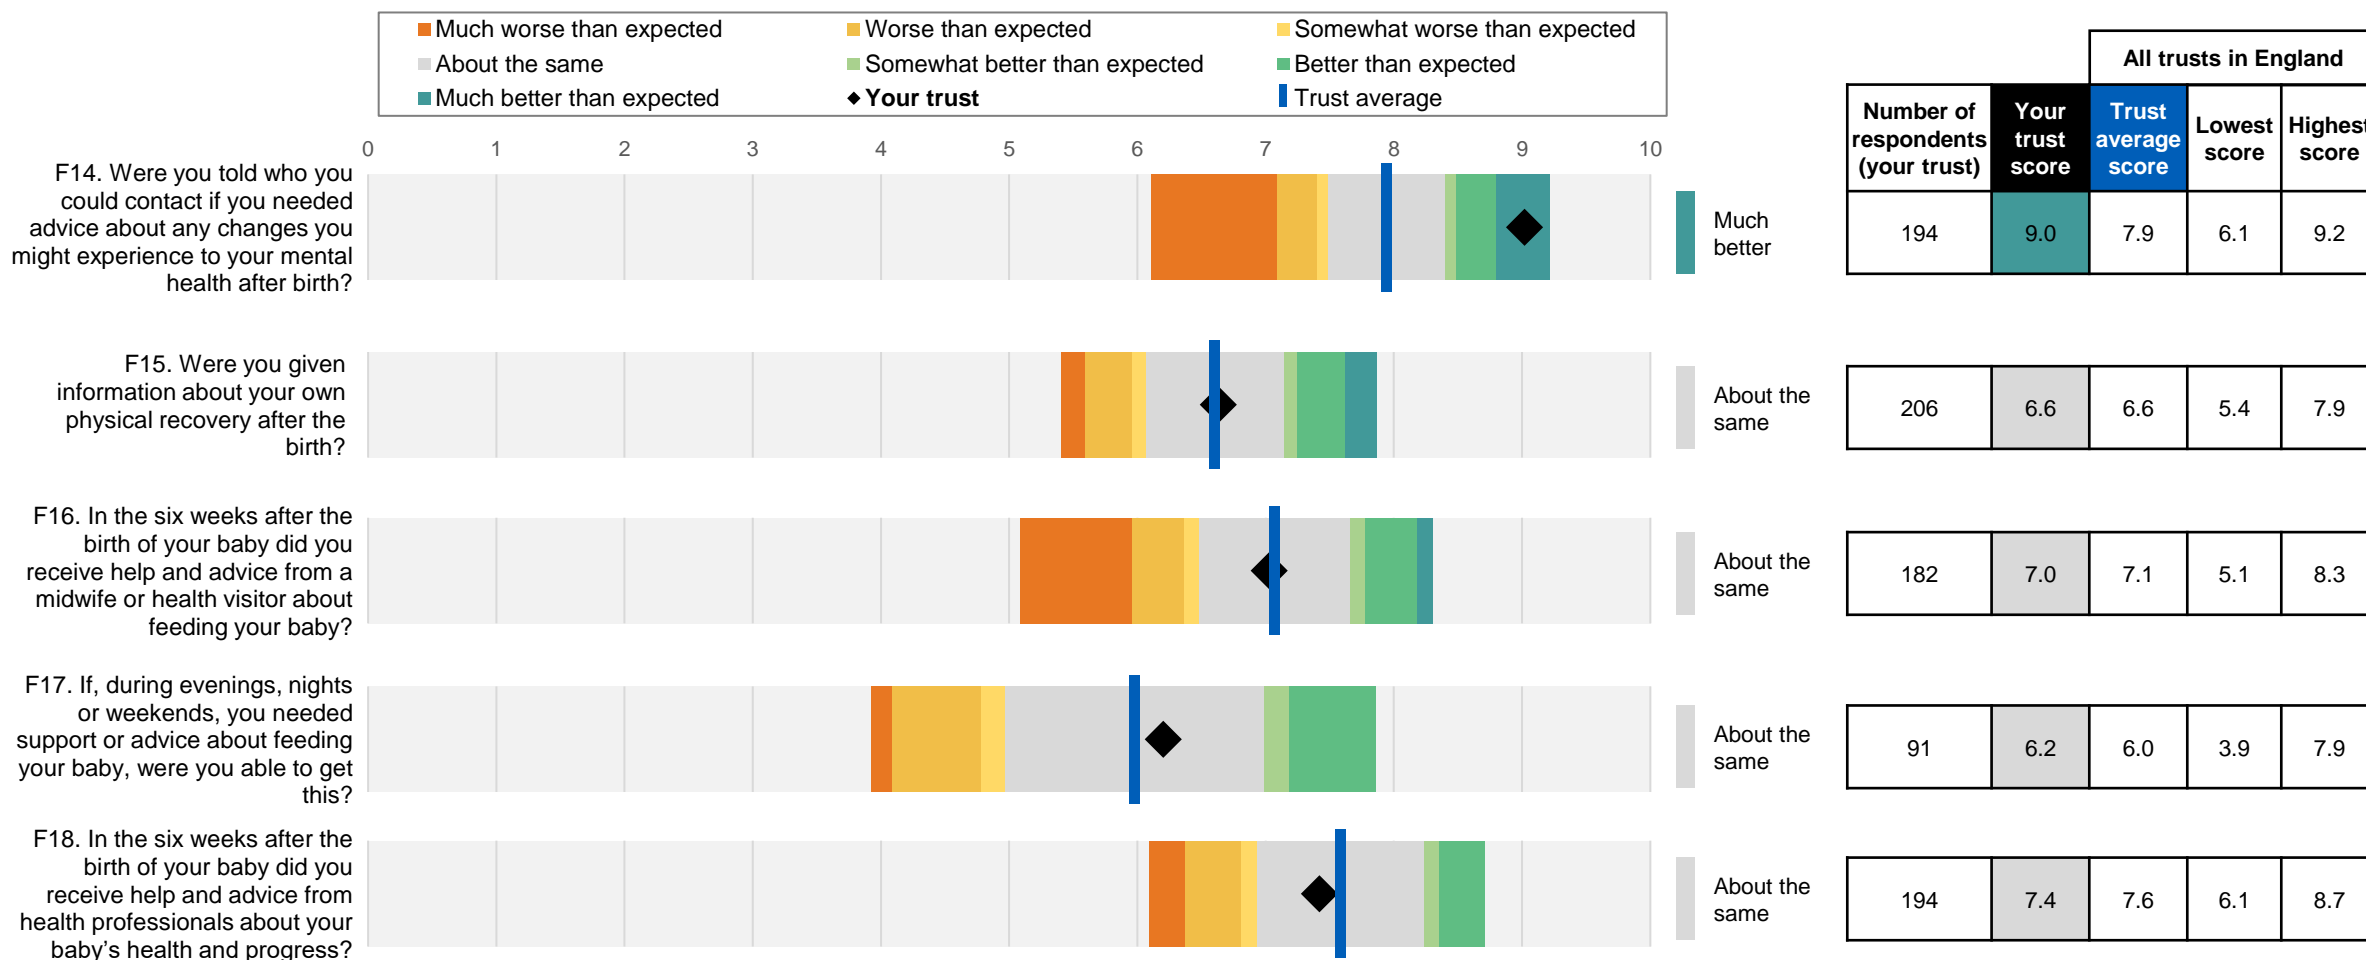 Much worse than expected
Worse than expected
Somewhat worse than expected
About the same
Somewhat better than expected
Better than expected
Much better than expected
Your trust
Trust average
All trusts in England
Number of
respondents
(your trust)
Your
trust
score
Trust
average
score
Lowest
score
Highest
score
0 1 2 3 4 5 6 7 8 9 10
F14. Were you told who you
could contact if you needed
advice about any changes you
might experience to your mental
health after birth?
Much
better
194 9.0 7.9 6.1 9.2
F15. Were you given
information about your own
physical recovery after the
birth?
About the
same
206 6.6 6.6 5.4 7.9
F16. In the six weeks after the
birth of your baby did you
receive help and advice from a
midwife or health visitor about
feeding your baby?
About the
same
182 7.0 7.1 5.1 8.3
F17. If, during evenings, nights
or weekends, you needed
support or advice about feeding
your baby, were you able to get
this?
About the
same
91 6.2 6.0 3.9 7.9
F18. In the six weeks after the
birth of your baby did you
receive help and advice from
health professionals about your
baby’s health and progress?
About the
same
194 7.4 7.6 6.1 8.7